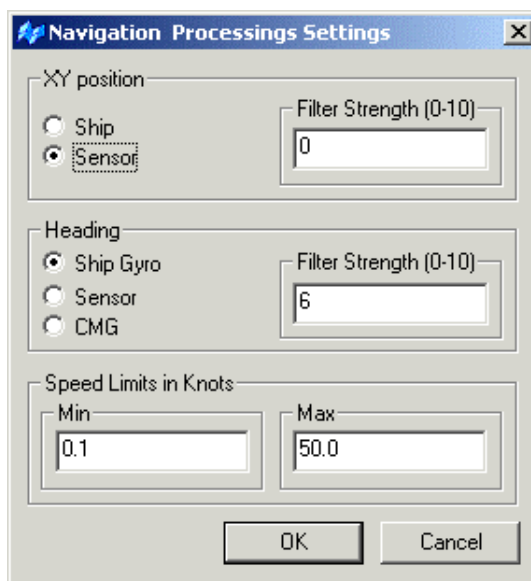 Navigation  Processings Settings
XY position
Ship
Sensor
Filter Strength (0-10)
0
Heading
Ship Gyro
Sensor
CMG
Filter Strength (0-10)
6
Speed Limits in Knots
Min
0.1
Max
50.0
OK
Cancel